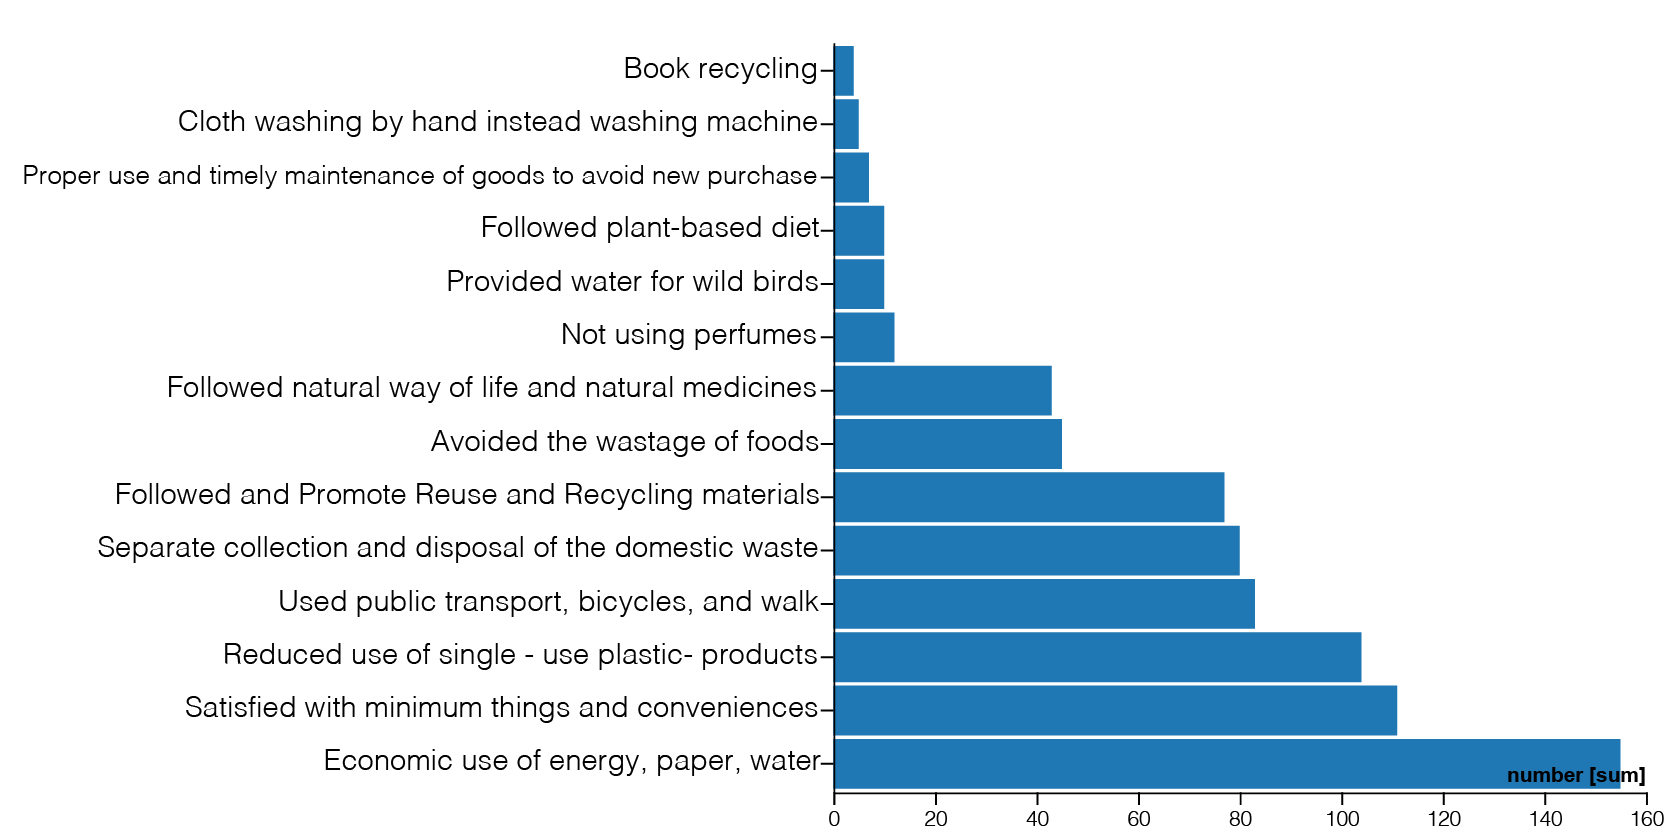 Book recycling
Cloth washing by hand instead washing machine
Proper use and timely maintenance of goods to avoid new purchase
Followed plant-based diet
Provided water for wild birds
Not using perfumes
Followed natural way of life and natural medicines
Avoided the wastage of foods
Followed and Promote Reuse and Recycling materials
Separate collection and disposal of the domestic waste
Used public transport, bicycles, and walk
Reduced use of single - use plastic- products
Satisfied with minimum things and conveniences
Economic use of energy, paper, water
number [sum]
0 20 40 60 80 100 120 140 160